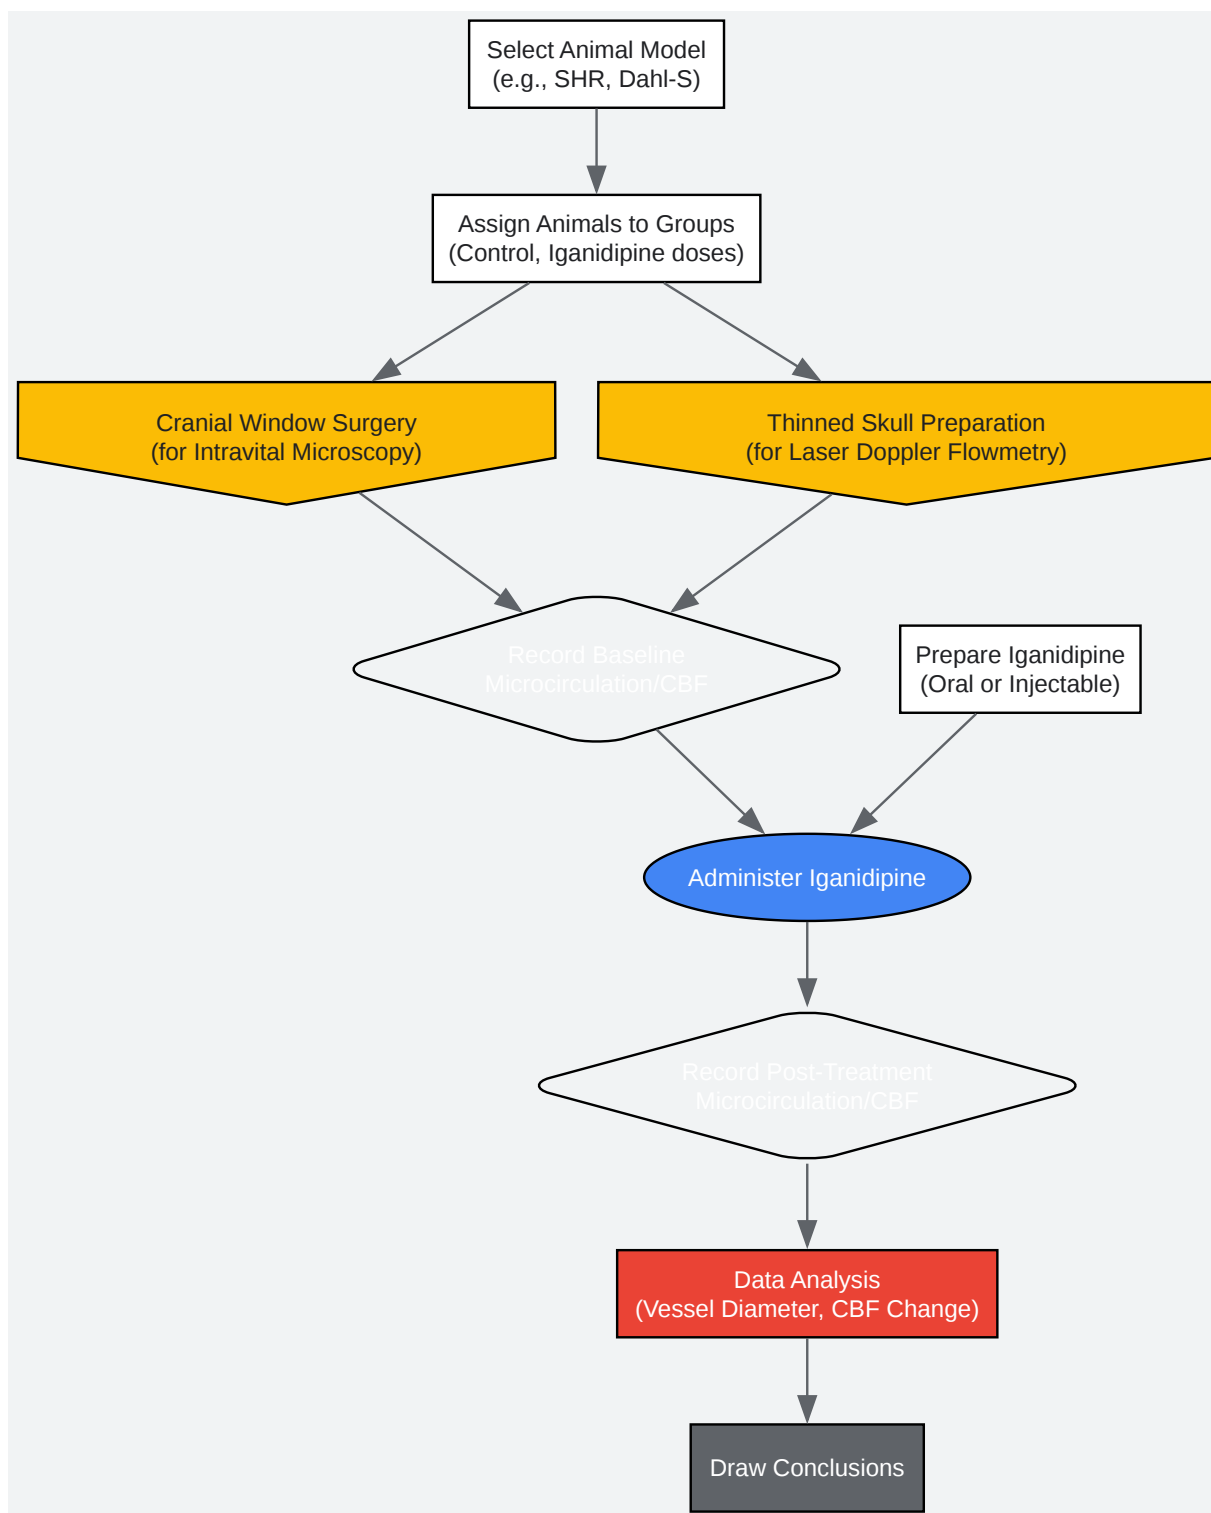 Select Animal Model
(e.g., SHR, Dahl-S)
Assign Animals to Groups
(Control, Iganidipine doses)
Cranial Window Surgery
(for Intravital Microscopy)
Thinned Skull Preparation
(for Laser Doppler Flowmetry)
Record Baseline
Microcirculation/CBF
Prepare Iganidipine
(Oral or Injectable)
Administer Iganidipine
Record Post-Treatment
Microcirculation/CBF
Data Analysis
(Vessel Diameter, CBF Change)
Draw Conclusions